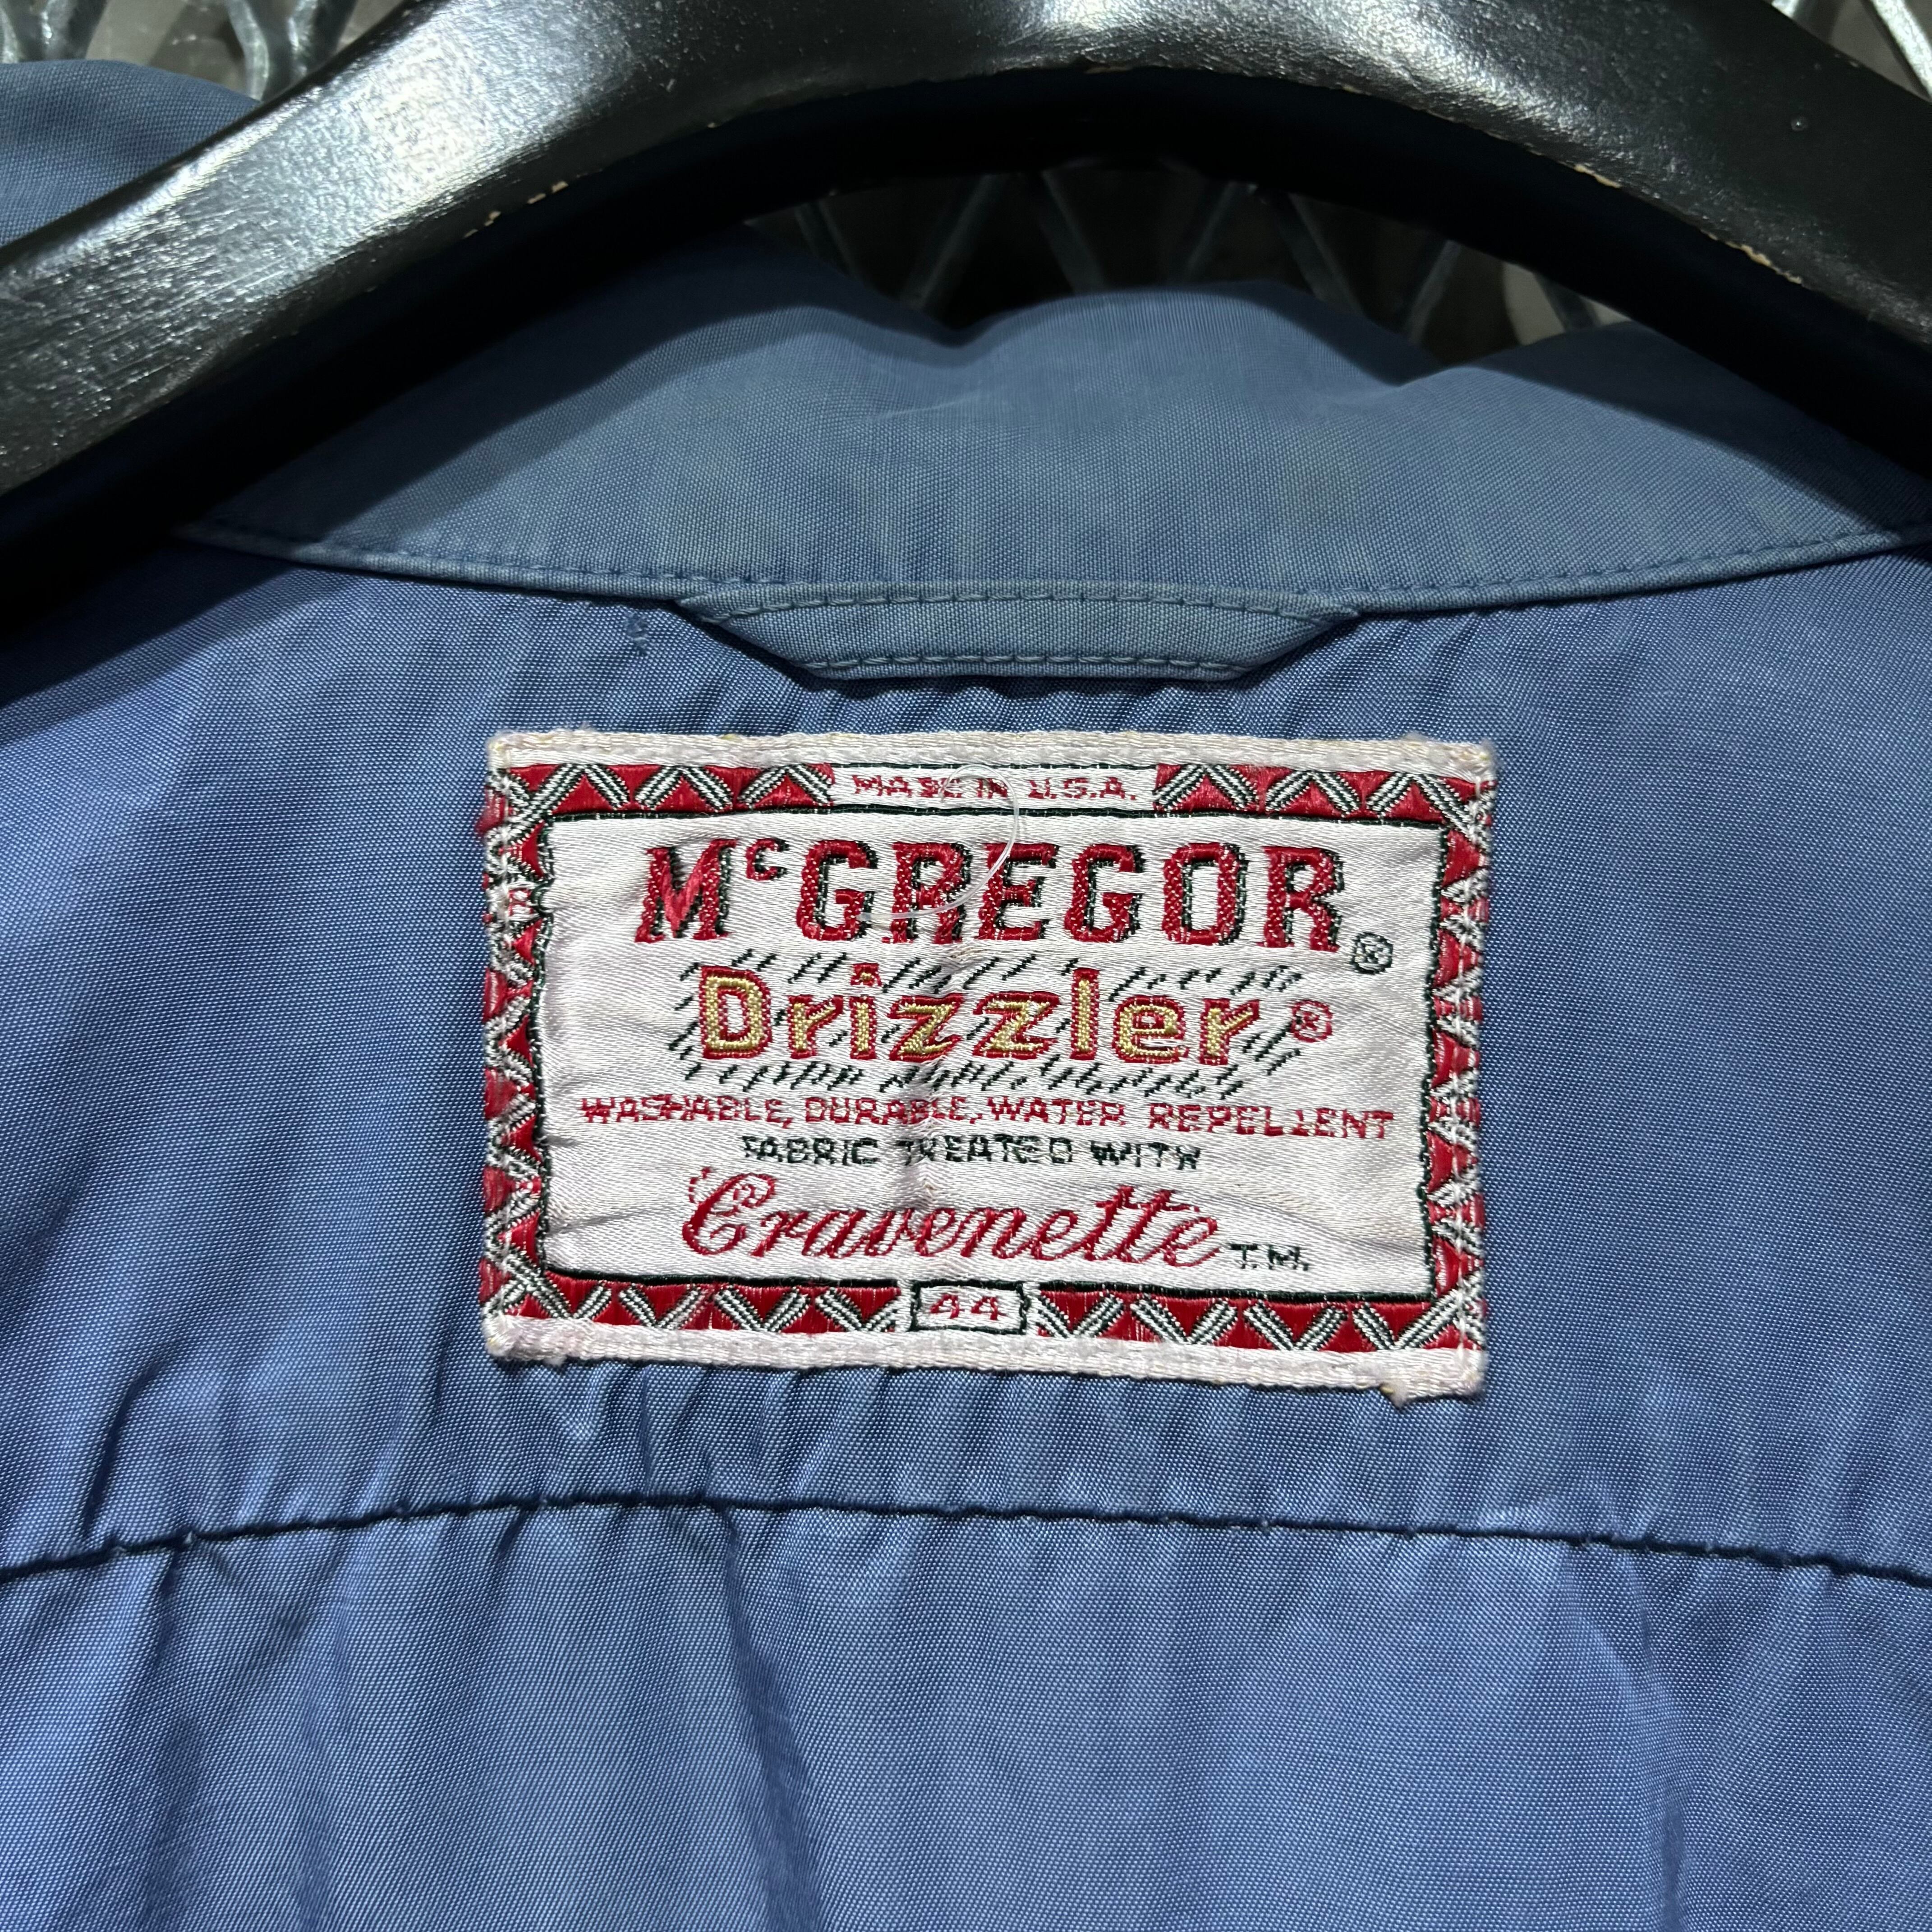 MADE IN U.S.A.
McGREGOR®
Drizzler®
WASHABLE, DURABLE, WATER REPELLENT
FABRIC TREATED WITH
Cravenette T.M.
44